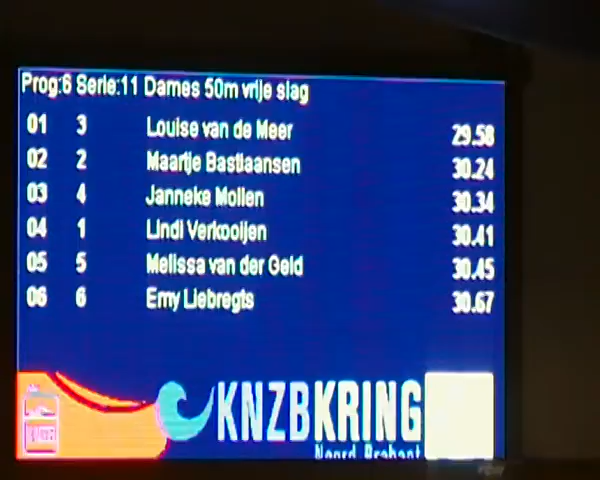 Prog:6 Serie:11 Dames 50m vrije slag
01 3 Louise van de Meer 29.58
02 2 Maartje Bastiaansen 30.24
03 4 Janneke Mollen 30.34
04 1 Lindi Verkooijen 30.41
05 5 Melissa van der Geld 30.45
06 6 Emy Liebregts 30.67
KNZBKRING
Noord Brabant